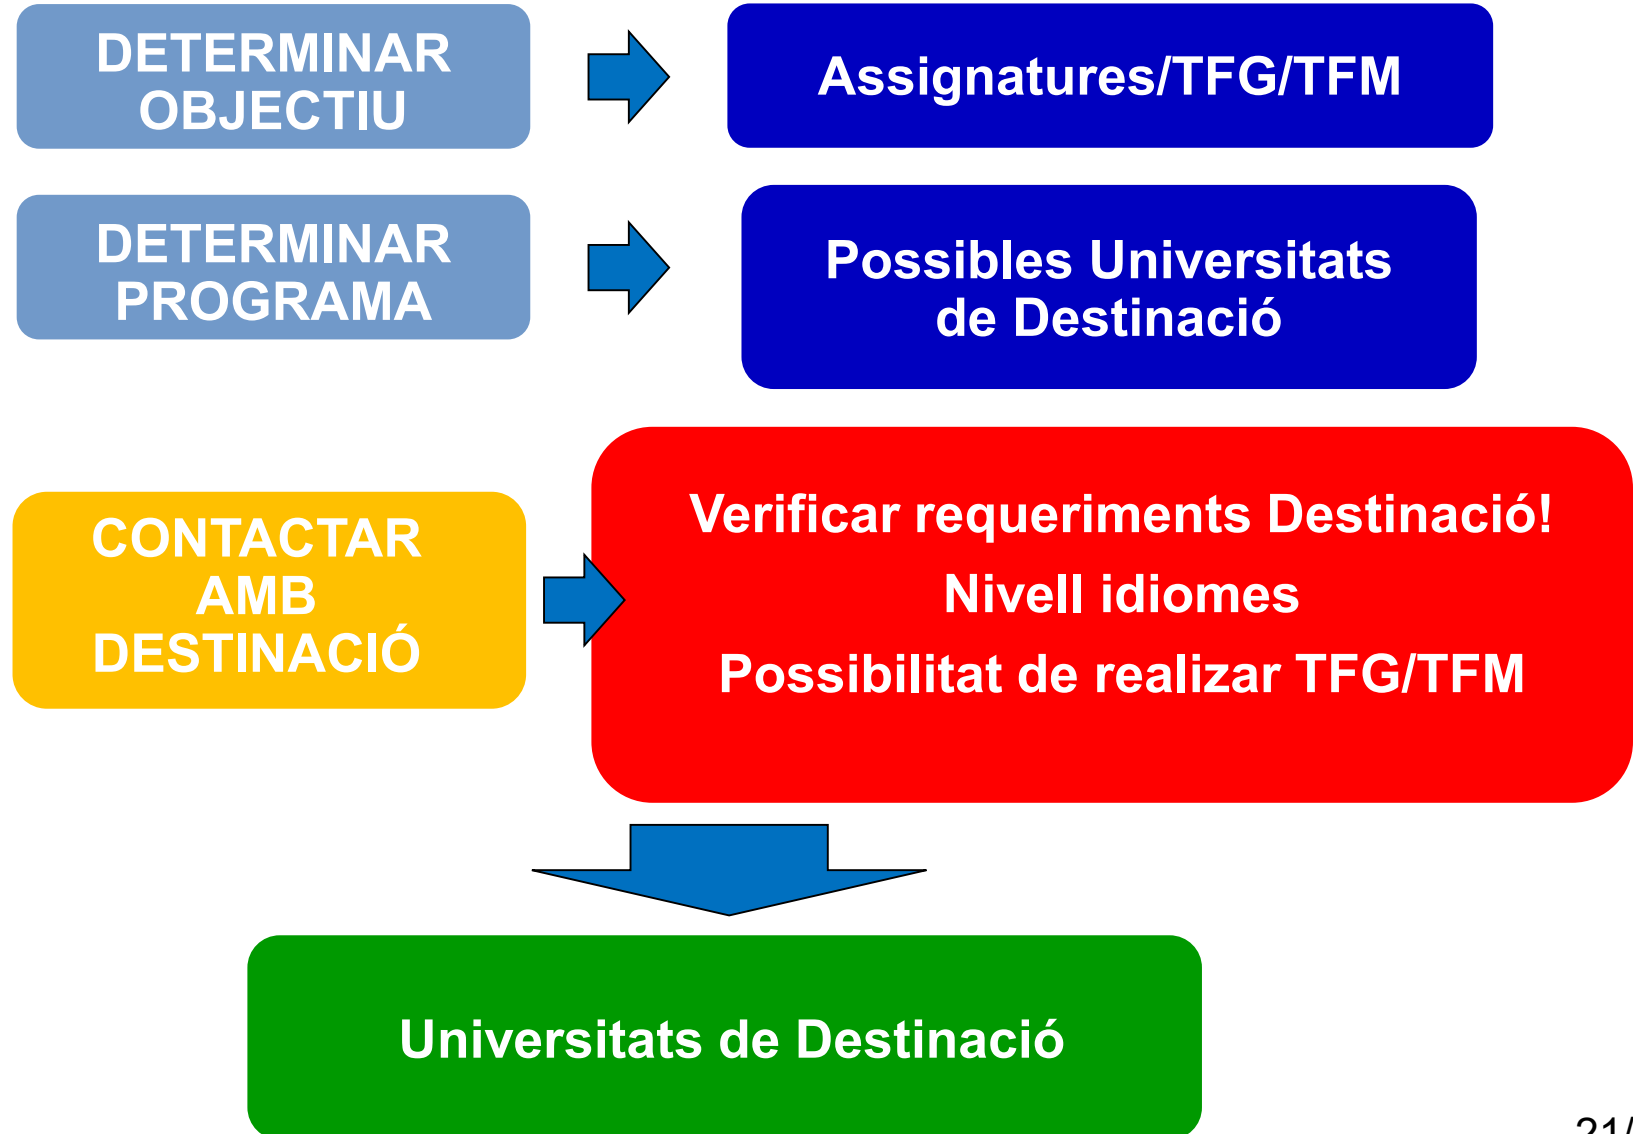 DETERMINAR
OBJECTIU
Assignatures/TFG/TFM
DETERMINAR
PROGRAMA
Possibles Universitats
de Destinació
CONTACTAR
AMB
DESTINACIÓ
Verificar requeriments Destinació!
Nivell idiomes
Possibilitat de realizar TFG/TFM
Universitats de Destinació
21/